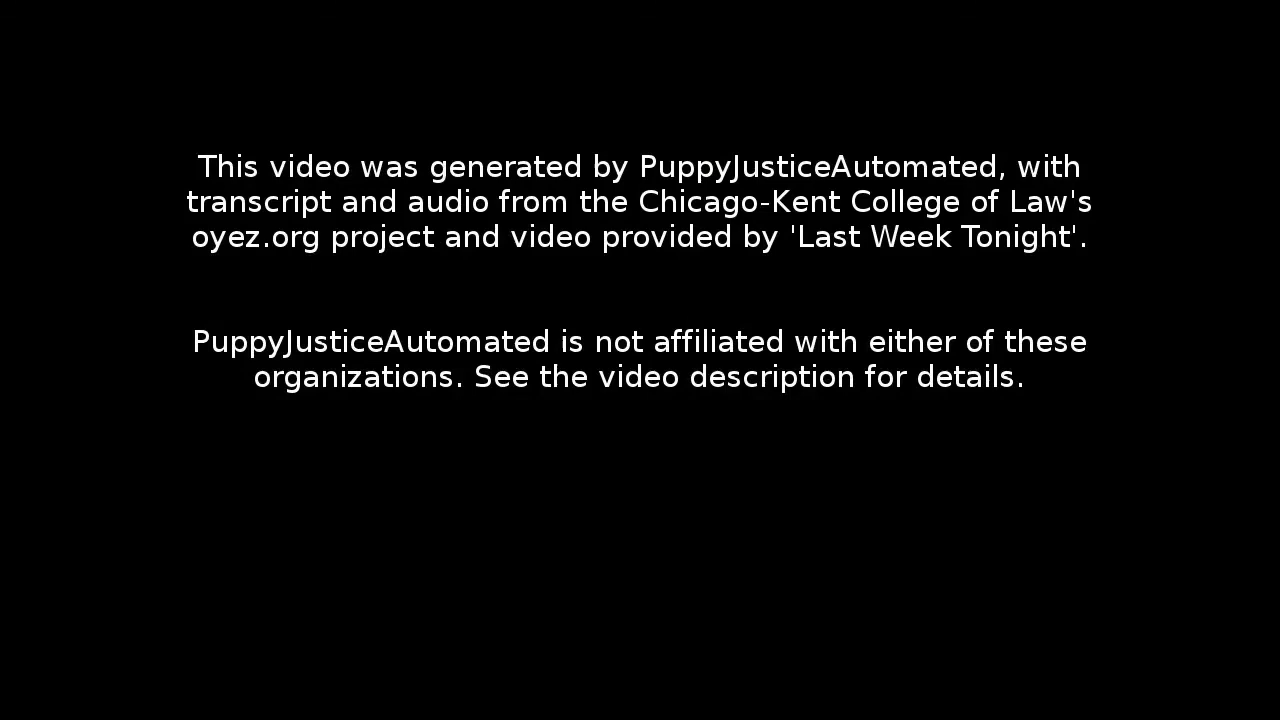 This video was generated by PuppyJusticeAutomated, with
transcript and audio from the Chicago-Kent College of Law's
oyez.org project and video provided by 'Last Week Tonight'.
PuppyJusticeAutomated is not affiliated with either of these
organizations. See the video description for details.